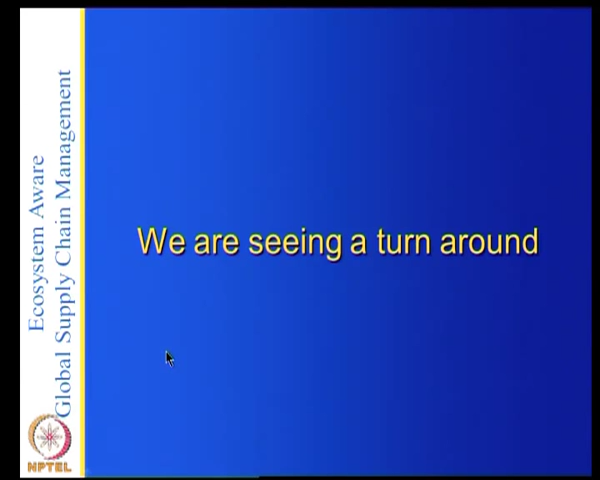 Ecosystem Aware
Global Supply Chain Management
We are seeing a turn around
NPTEL